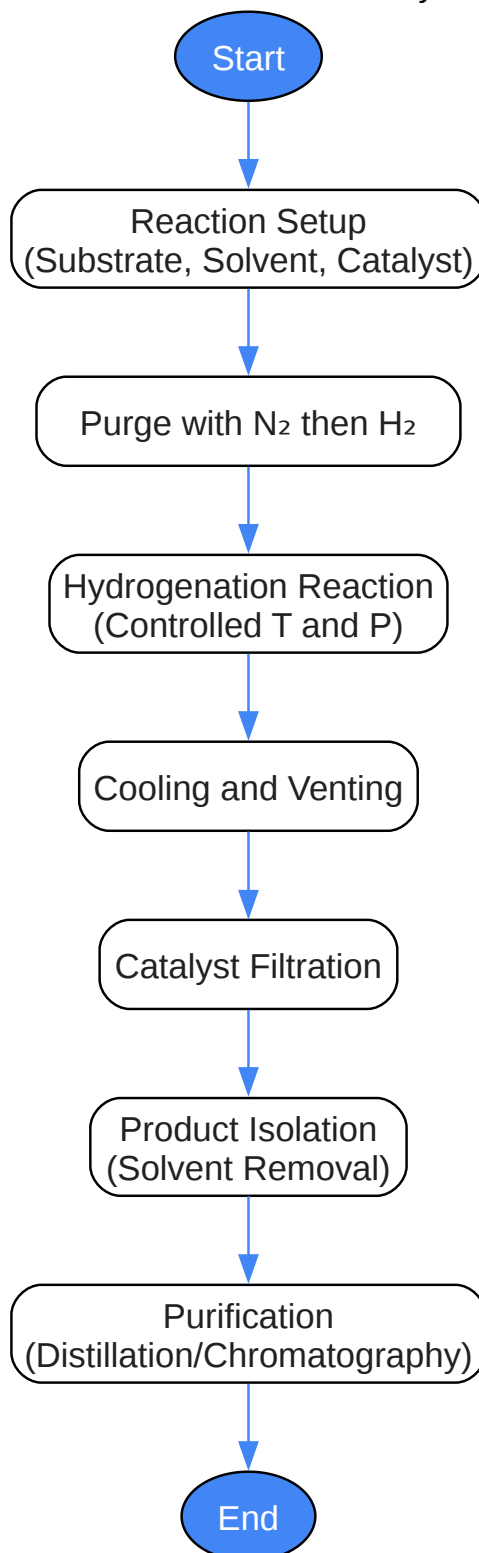 Start
Reaction Setup
(Substrate, Solvent, Catalyst)
Purge with N₂ then H₂
Hydrogenation Reaction
(Controlled T and P)
Cooling and Venting
Catalyst Filtration
Product Isolation
(Solvent Removal)
Purification
(Distillation/Chromatography)
End